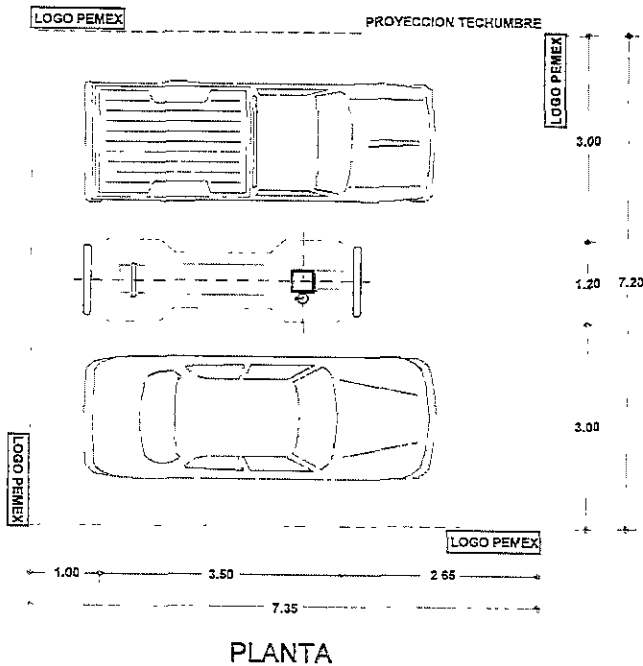 LOGO PEMEX
PROYECCION TECHUMBRE
LOGO PEMEX
3.00
1.20
7.20
3.00
LOGO PEMEX
LOGO PEMEX
1.00
3.50
2 65
7.35
PLANTA